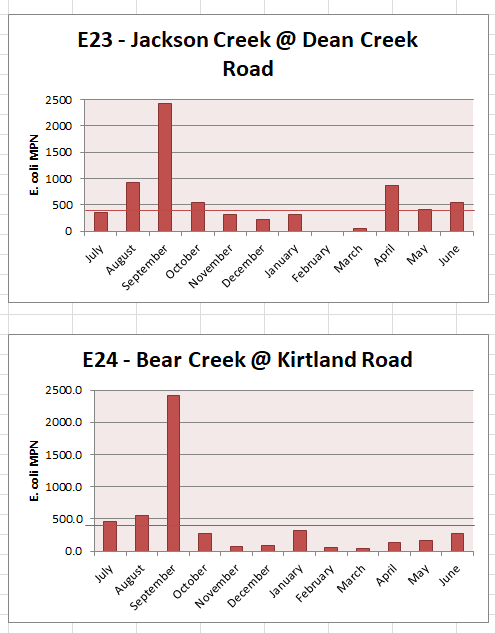 E23 - Jackson Creek @ Dean Creek
Road
E. coli MPN
2500
2000
1500
1000
500
0
July
August
September
October
November
December
January
February
March
April
May
June
E24 - Bear Creek @ Kirtland Road
E. coli MPN
2500.0
2000.0
1500.0
1000.0
500.0
0.0
July
August
September
October
November
December
January
February
March
April
May
June